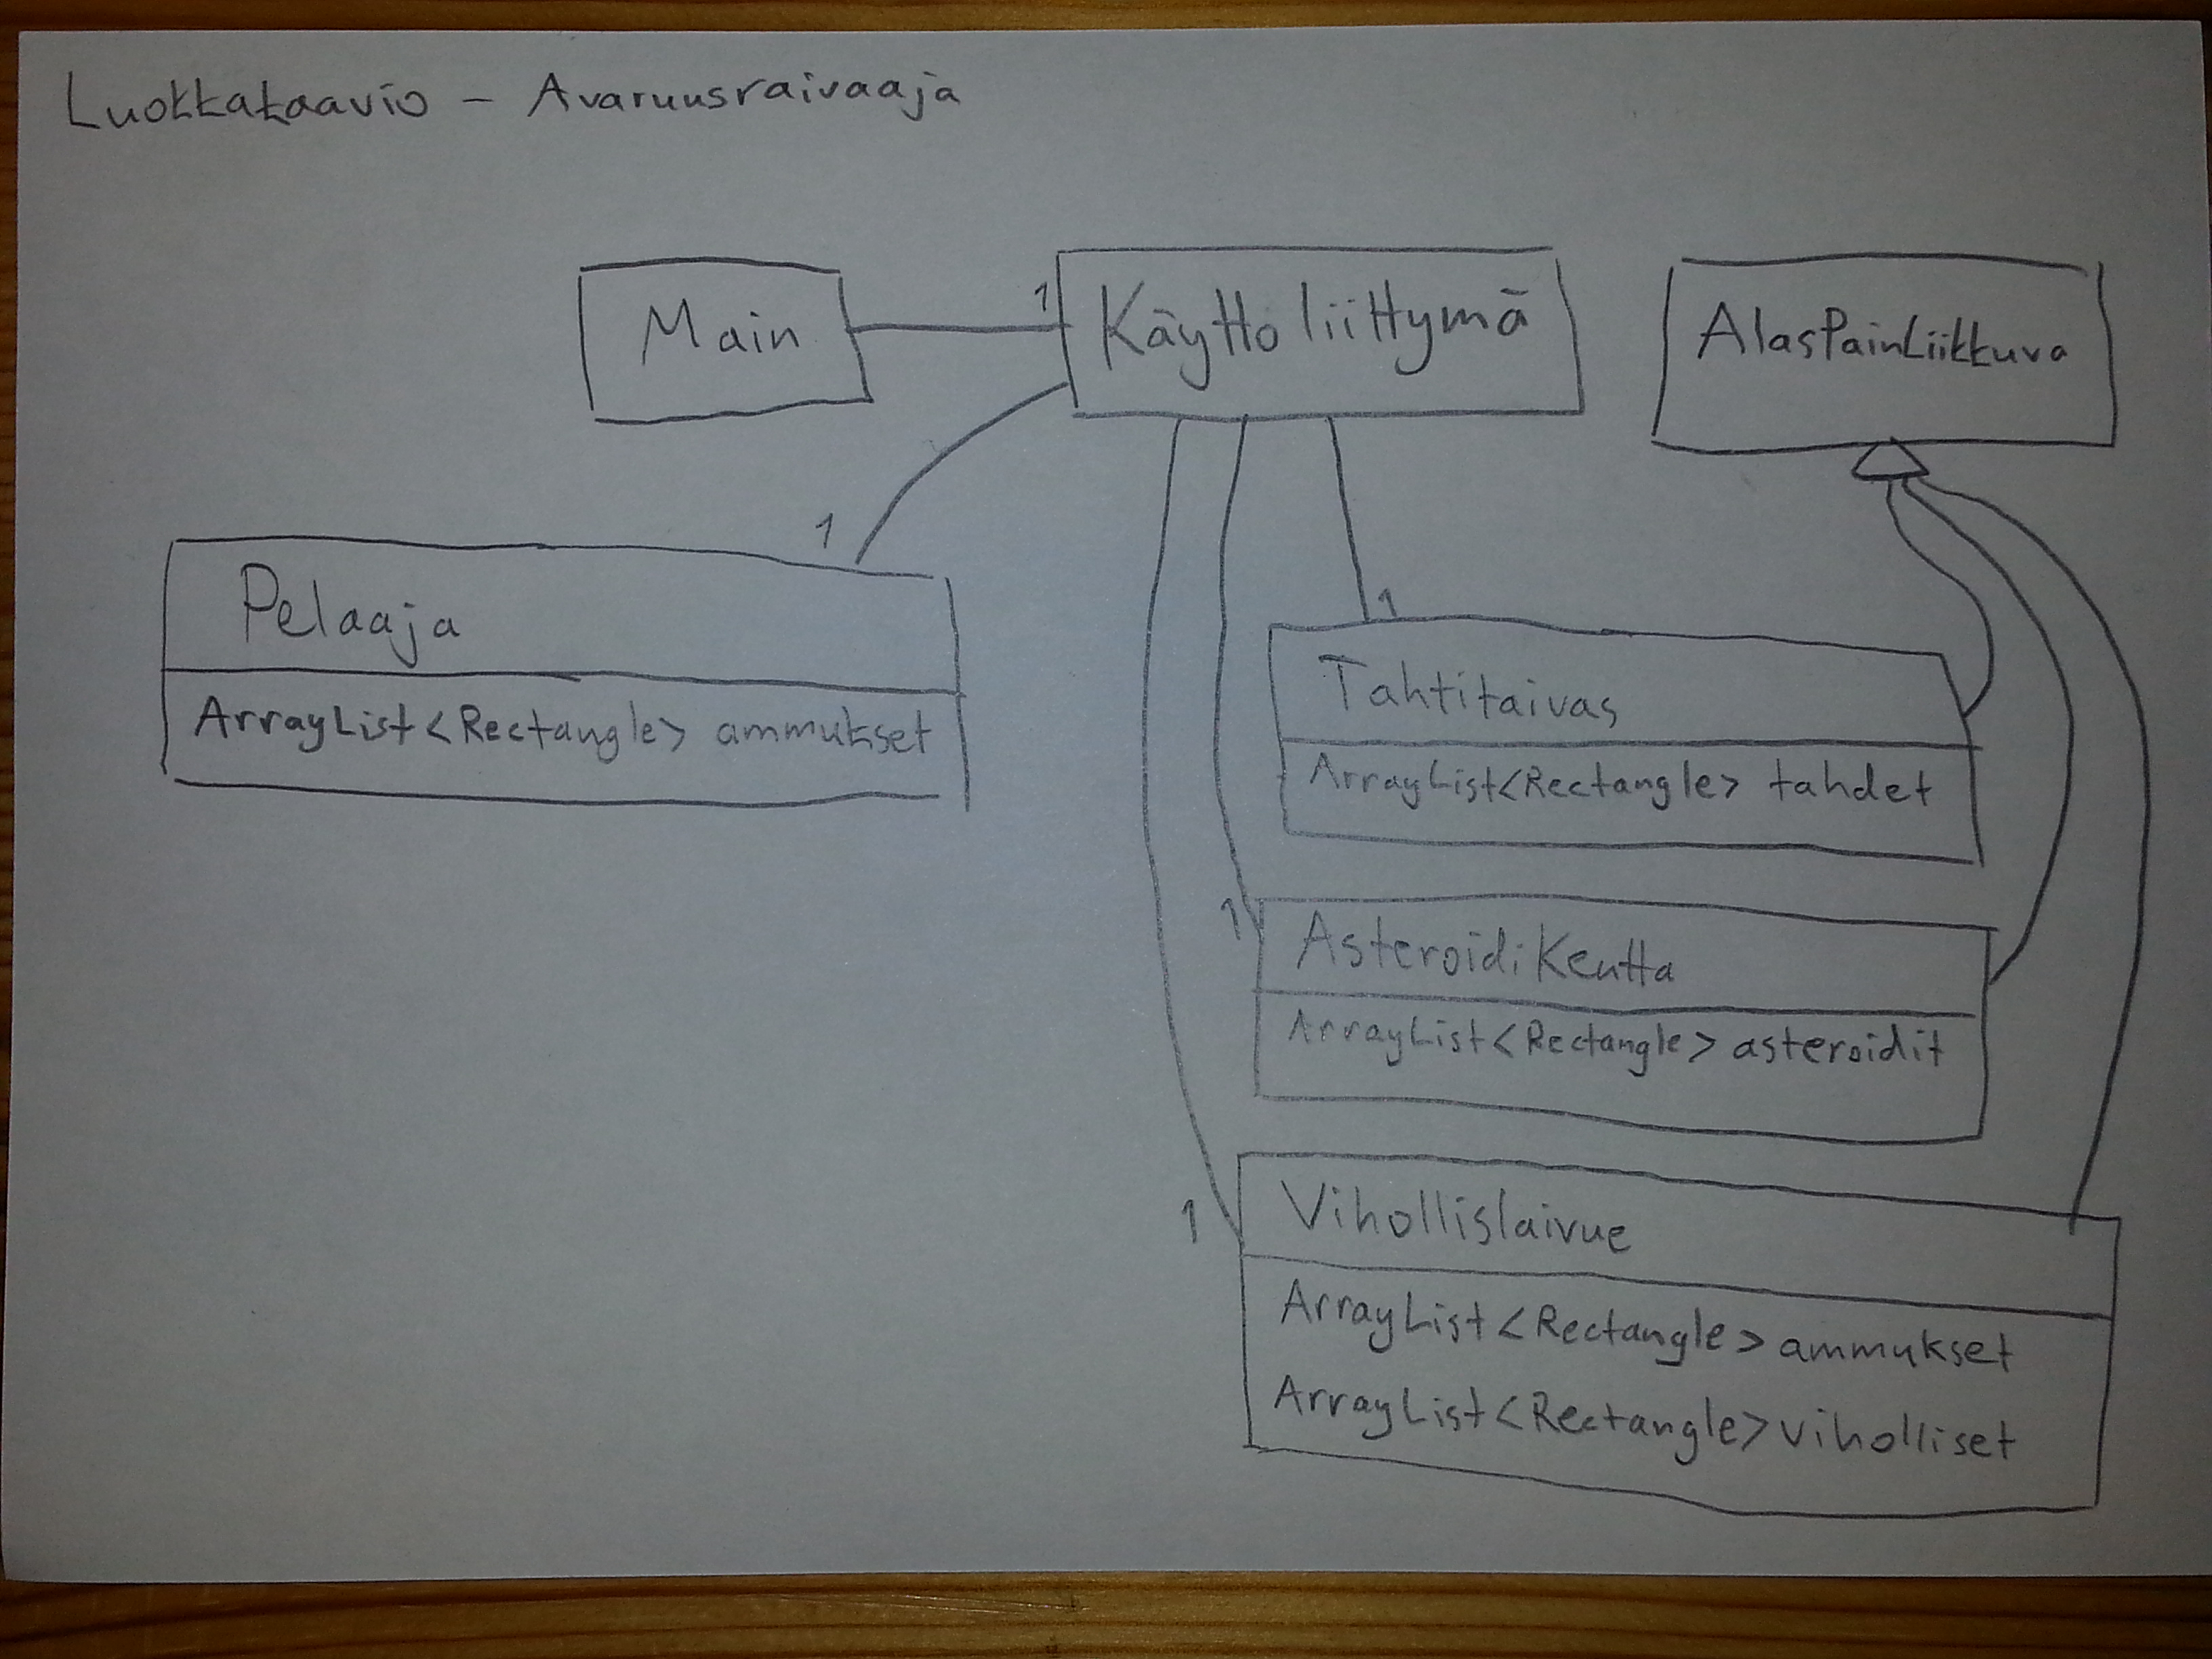 Luokkakaavio - Avaruusraivaaja
Main
1
Käyttoliittymä
AlasPainLiikkuva
1
Pelaaja
ArrayList<Rectangle> ammukset
1
Tahtitaivas
ArrayList<Rectangle> tahdet
1
AsteroidiKentta
ArrayList<Rectangle> asteroidit
1
Vihollislaivue
ArrayList<Rectangle> ammukset
ArrayList<Rectangle> viholliset